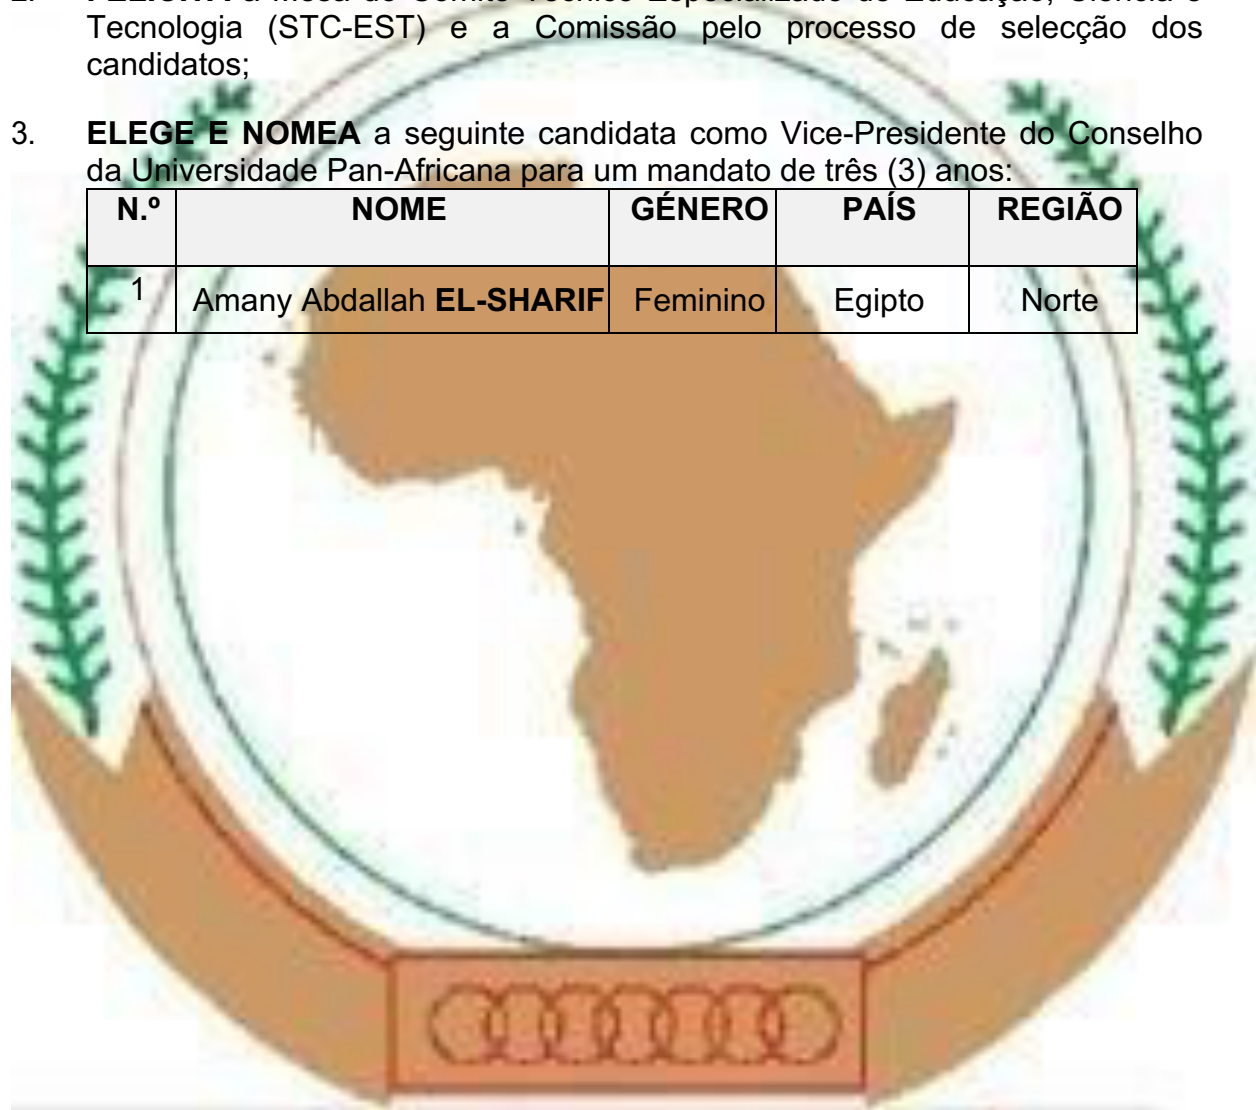 Tecnologia (STC-EST) e a Comissão pelo processo de selecção dos
candidatos;
3. ELEGE E NOMEA a seguinte candidata como Vice-Presidente do Conselho
da Universidade Pan-Africana para um mandato de três (3) anos:
N.º NOME GÉNERO PAÍS REGIÃO
1 Amany Abdallah EL-SHARIF Feminino Egipto Norte